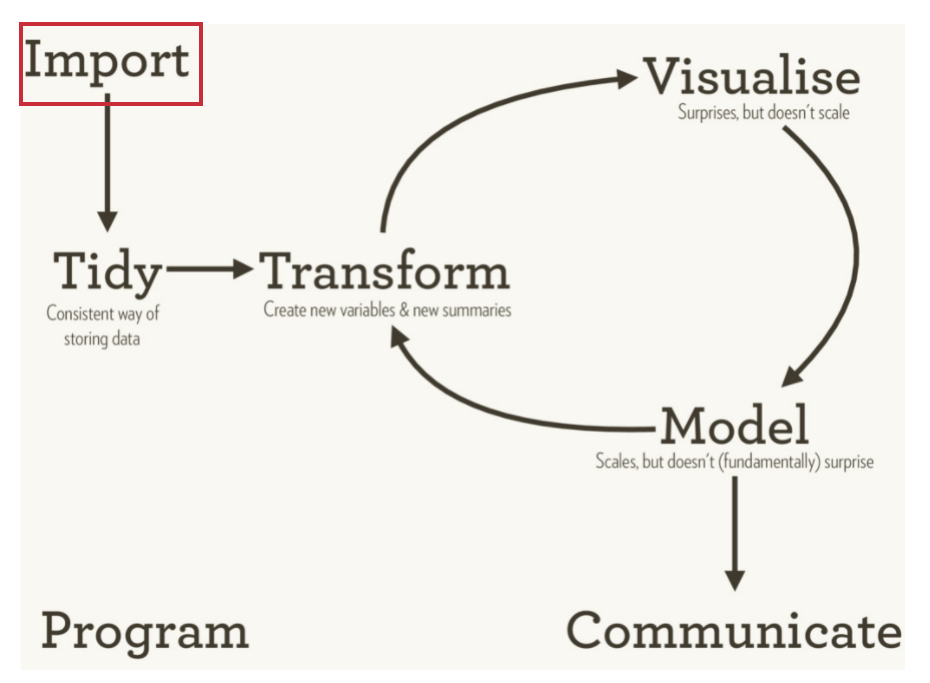 Import
Visualise
Surprises, but doesn't scale
Tidy
Consistent way of
storing data
Transform
Create new variables & new summaries
Model
Scales, but doesn't (fundamentally) surprise
Program
Communicate